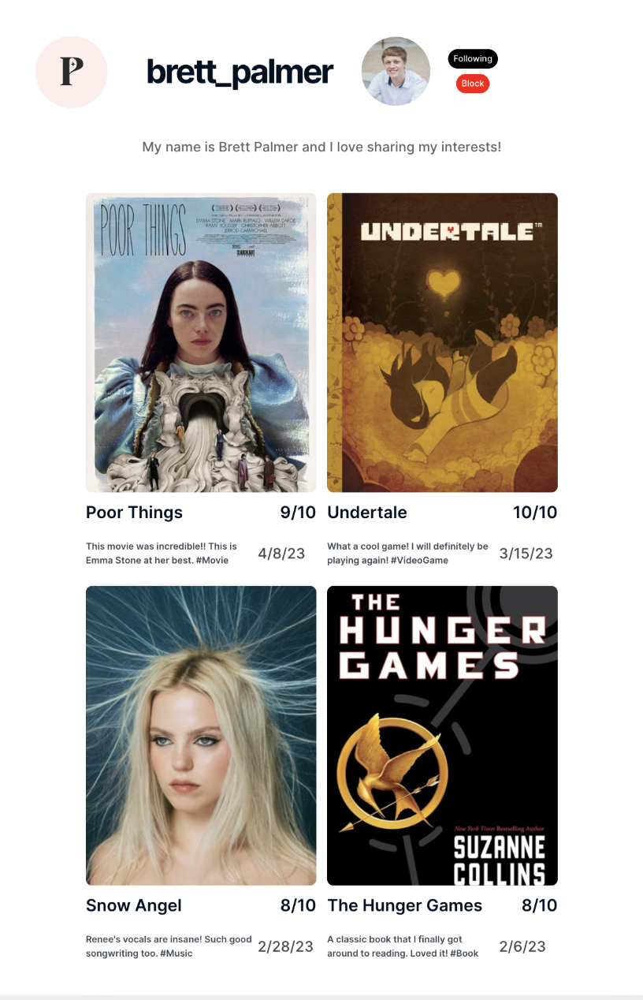 P
brett_palmer
Following
Block
My name is Brett Palmer and I love sharing my interests!
POOR THINGS
EMMA STONE MARK RUFFALO WILLEM DAFOE
RAMY YOUSSEF CHRISTOPHER ABBOTT
JERROD CARMICHAEL
SEARCHLIGHT
UNDERTALE™
Poor Things 9/10
This movie was incredible!! This is
Emma Stone at her best. #Movie
4/8/23
Undertale 10/10
What a cool game! I will definitely be
playing again! #VideoGame
3/15/23
THE
HUNGER
GAMES
New York Times Bestselling Author
SUZANNE
COLLINS
Snow Angel 8/10
Renee's vocals are insane! Such good
songwriting too. #Music
2/28/23
The Hunger Games 8/10
A classic book that I finally got
around to reading. Loved it! #Book
2/6/23